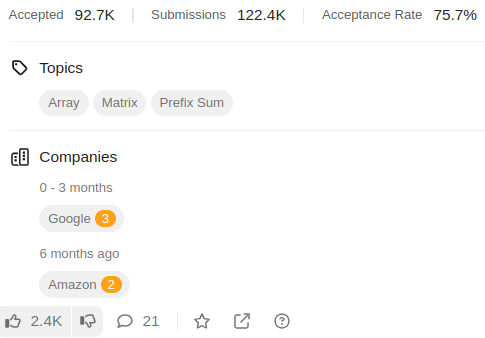 Accepted 92.7K Submissions 122.4K Acceptance Rate 75.7%
Topics
Array Matrix Prefix Sum
Companies
0 - 3 months
Google 3
6 months ago
Amazon 2
2.4K 21